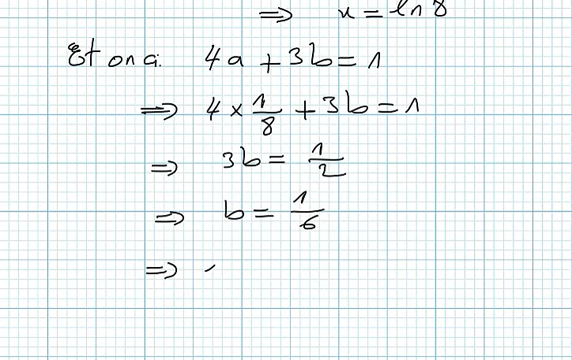 ⇒ x = ln 8
Et on a: 4a + 3b = 1
⇒ 4 × 1/8 + 3b = 1
⇒ 3b = 1/2
⇒ b = 1/6
⇒